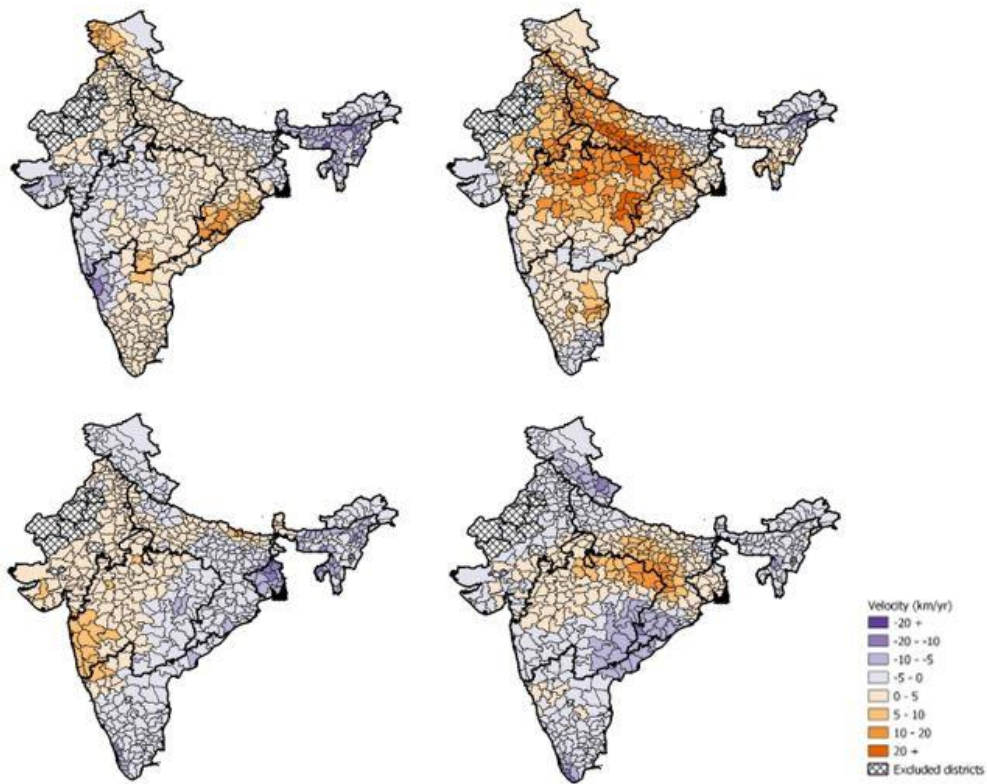 Velocity (km/yr)
-20 +
-20 - -10
-10 - -5
-5 - 0
0 - 5
5 - 10
10 - 20
20 +
Excluded districts